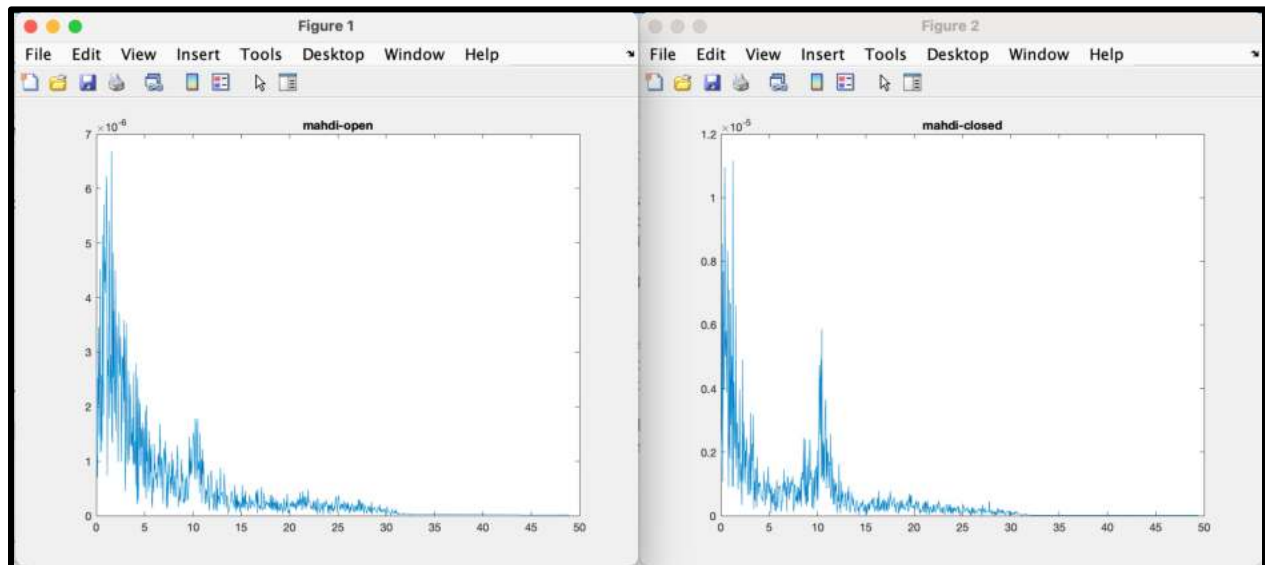 Figure 1
File Edit View Insert Tools Desktop Window Help
mahdi-open
×10-6
7
6
5
4
3
2
1
0
0 5 10 15 20 25 30 35 40 45 50
Figure 2
File Edit View Insert Tools Desktop Window Help
mahdi-closed
×10-5
1.2
1
0.8
0.6
0.4
0.2
0
0 5 10 15 20 25 30 35 40 45 50